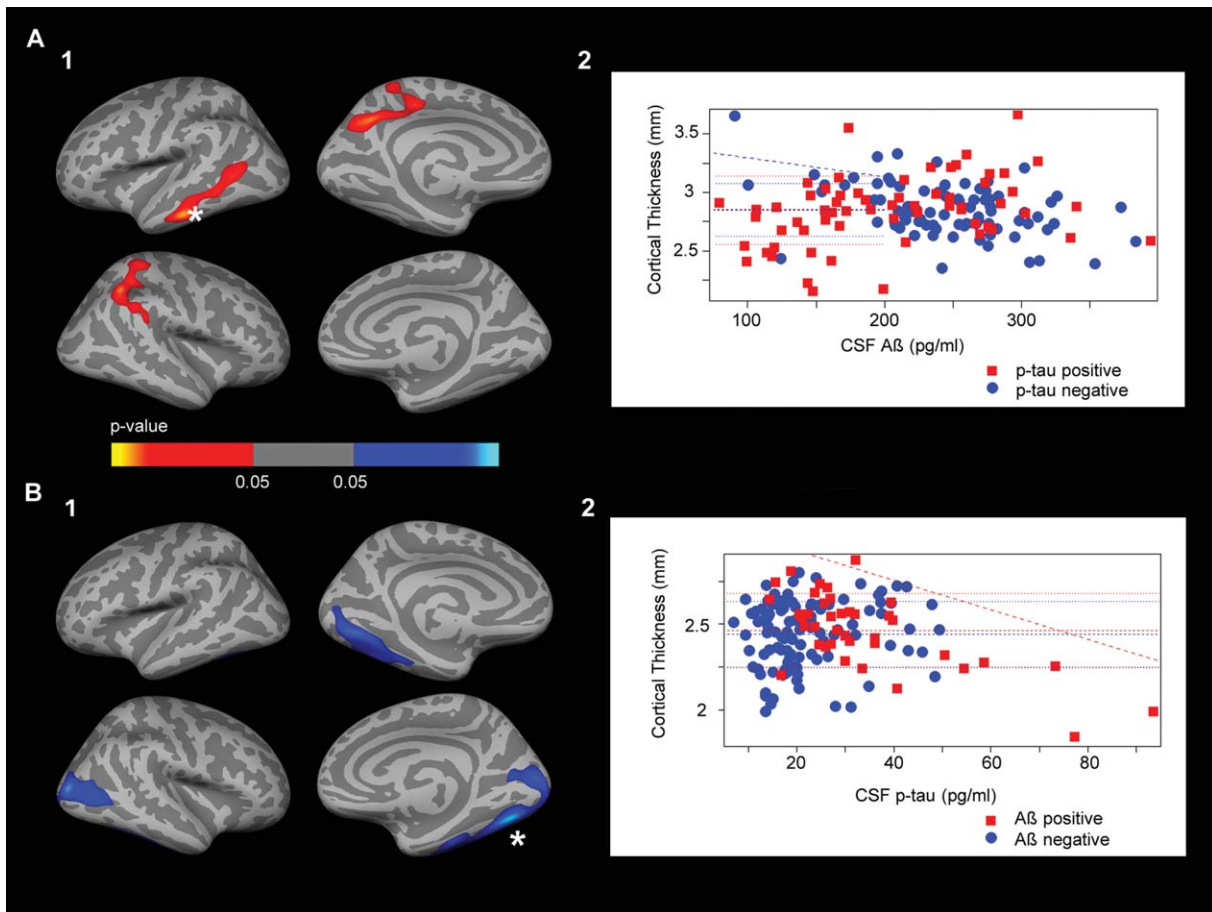 A
1
2
Cortical Thickness (mm)
3.5
3
2.5
100
200
300
CSF Aß (pg/ml)
p-tau positive
p-tau negative
p-value
0.05
0.05
B
1
2
*
Cortical Thickness (mm)
2.5
2
20
40
60
80
CSF p-tau (pg/ml)
Aß positive
Aß negative
*